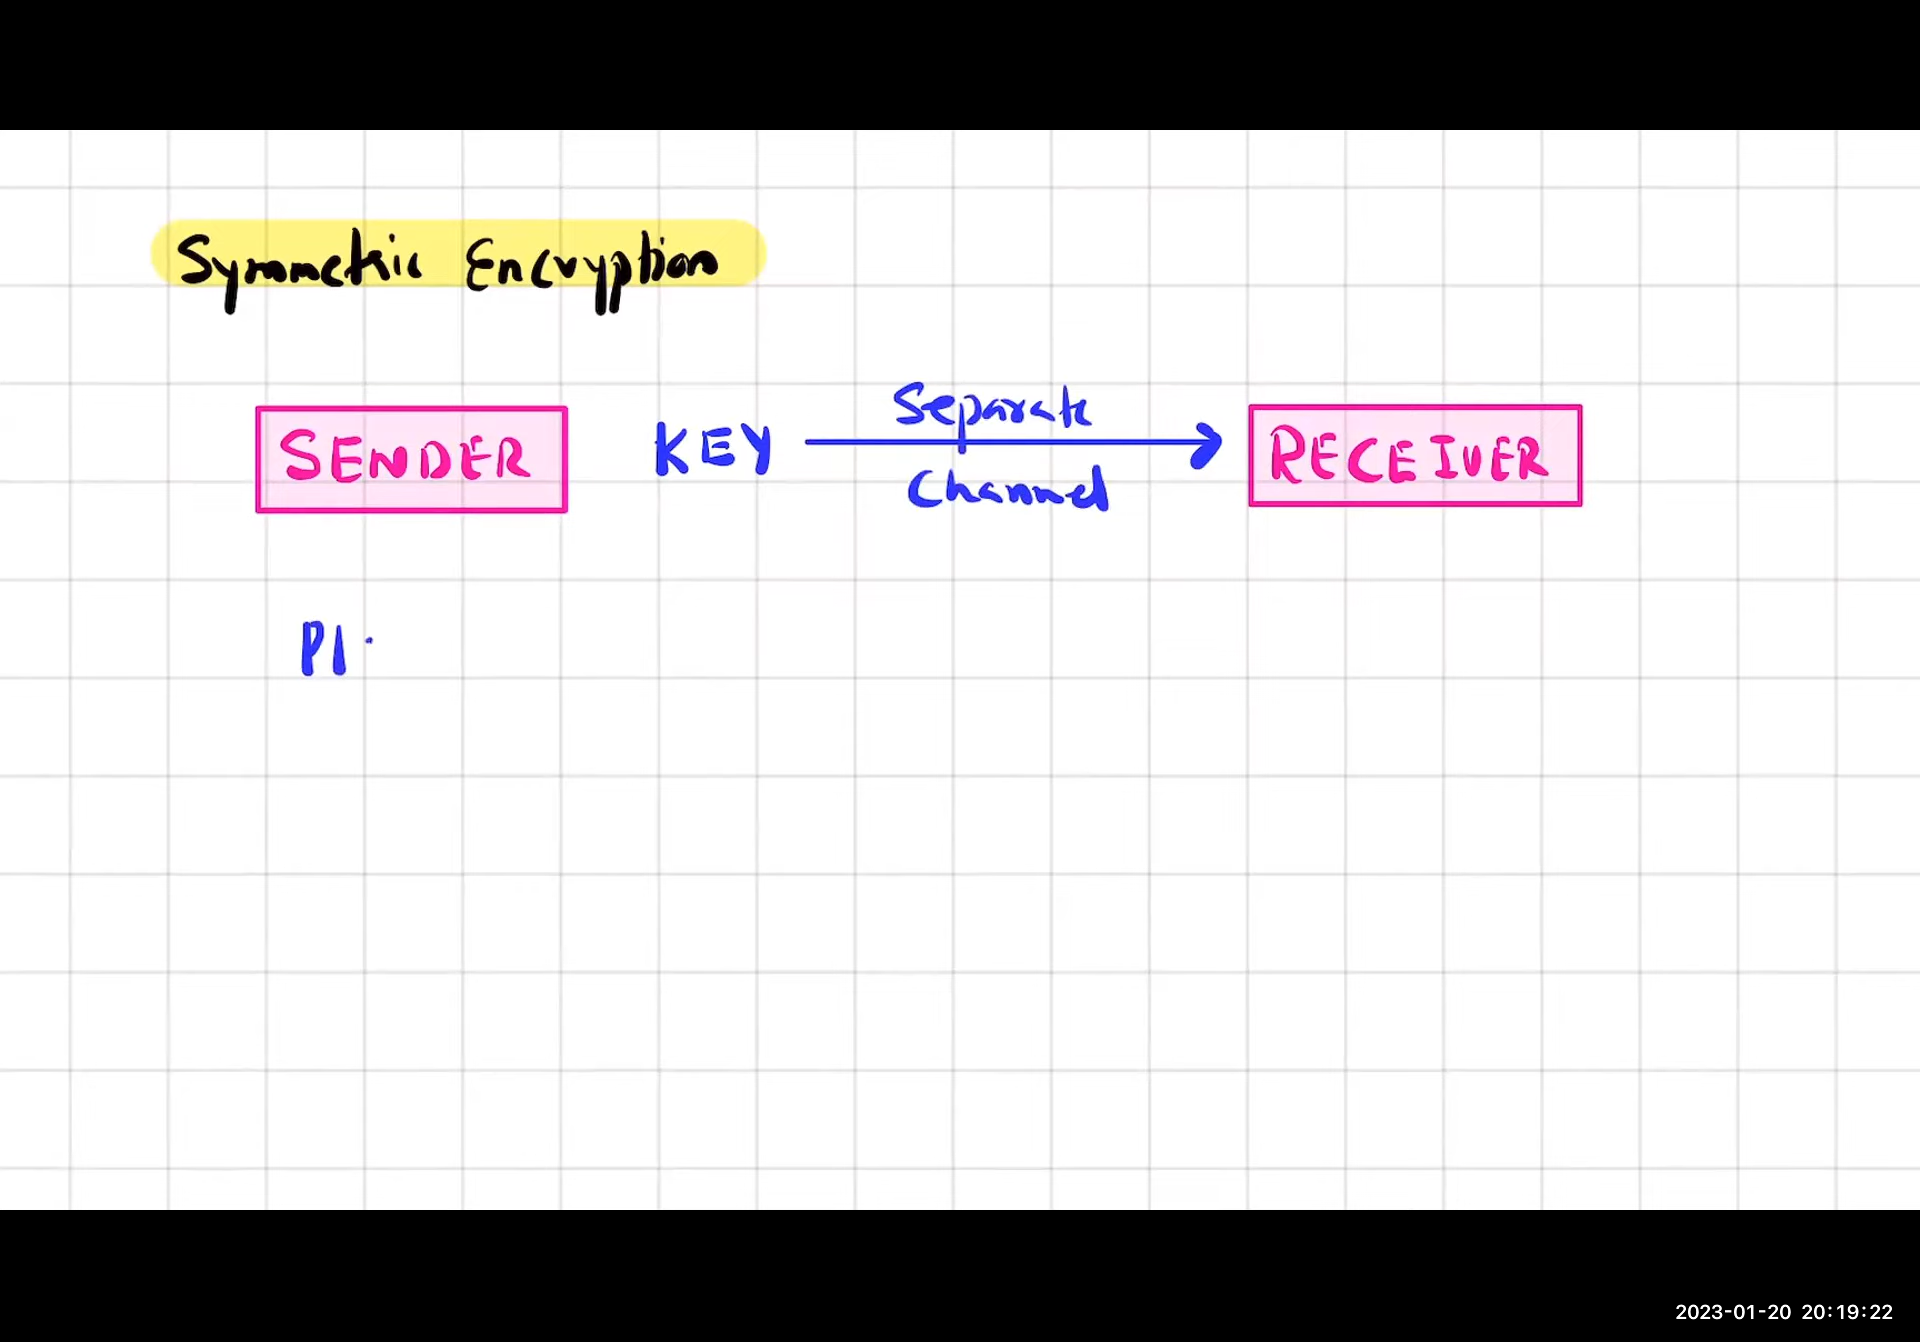 Symmetric Encryption
SENDER KEY Separate Channel RECEIVER
Pl
2023-01-20 20:19:22